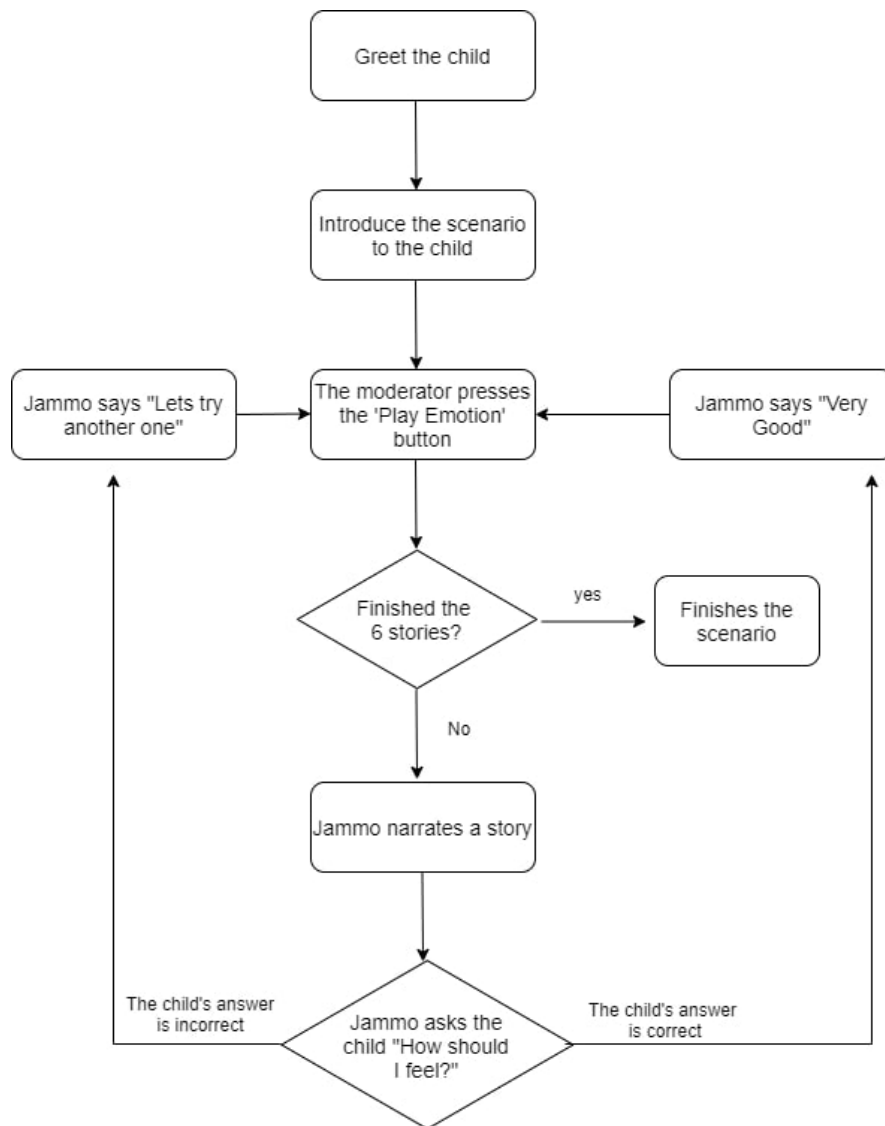 Greet the child
Introduce the scenario
to the child
Jammo says "Lets try
another one"
The moderator presses
the 'Play Emotion'
button
Jammo says "Very
Good"
Finished the
6 stories?
yes
Finishes the
scenario
No
Jammo narrates a story
The child's answer
is incorrect
Jammo asks the
child "How should
I feel?"
The child's answer
is correct